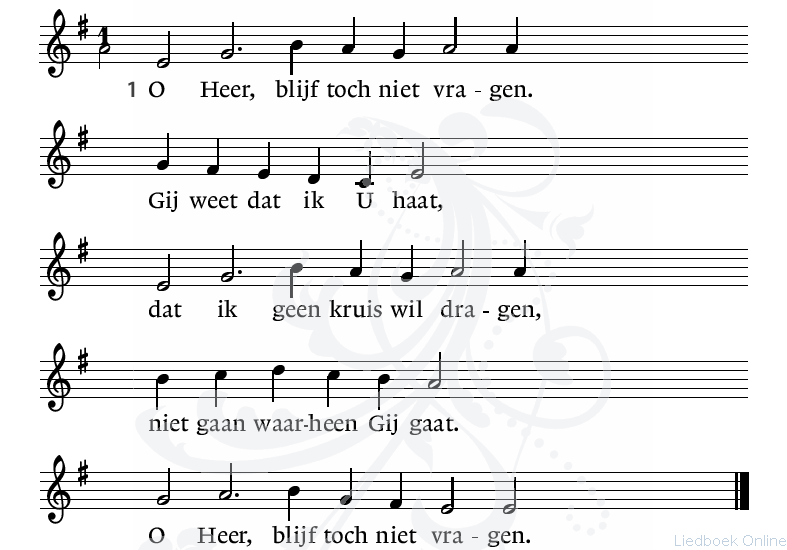 1 O Heer, blijf toch niet vra - gen.
Gij weet dat ik U haat,
dat ik geen kruis wil dra - gen,
niet gaan waar-heen Gij gaat.
O Heer, blijf toch niet vra - gen.
Liedboek Online